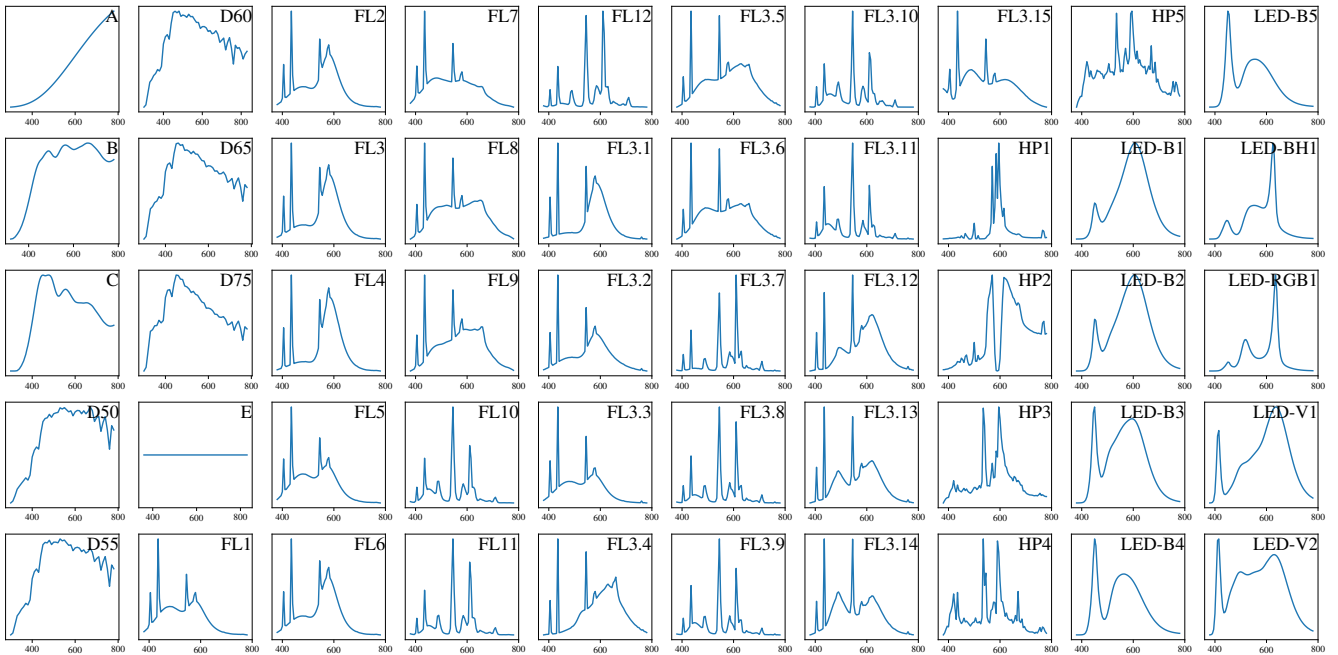 A D60 FL2 FL7 FL12 FL3.5 FL3.10 FL3.15 HP5 LED-B5
400 600 800 400 600 800 400 600 800 400 600 800 400 600 800 400 600 800 400 600 800 400 600 800 400 600 800 400 600 800
B D65 FL3 FL8 FL3.1 FL3.6 FL3.11 HP1 LED-B1 LED-BH1
400 600 800 400 600 800 400 600 800 400 600 800 400 600 800 400 600 800 400 600 800 400 600 800 400 600 800 400 600 800
C D75 FL4 FL9 FL3.2 FL3.7 FL3.12 HP2 LED-B2 LED-RGB1
400 600 800 400 600 800 400 600 800 400 600 800 400 600 800 400 600 800 400 600 800 400 600 800 400 600 800 400 600 800
D50 E FL5 FL10 FL3.3 FL3.8 FL3.13 HP3 LED-B3 LED-V1
400 600 800 400 600 800 400 600 800 400 600 800 400 600 800 400 600 800 400 600 800 400 600 800 400 600 800 400 600 800
D55 FL1 FL6 FL11 FL3.4 FL3.9 FL3.14 HP4 LED-B4 LED-V2
400 600 800 400 600 800 400 600 800 400 600 800 400 600 800 400 600 800 400 600 800 400 600 800 400 600 800 400 600 800